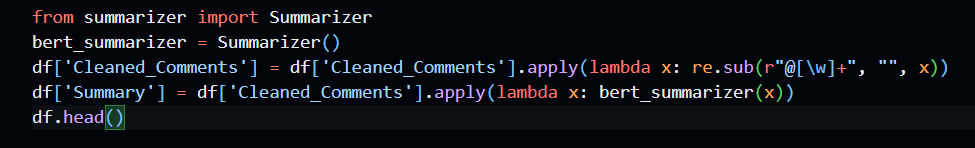 from summarizer import Summarizer
bert_summarizer = Summarizer()
df['Cleaned_Comments'] = df['Cleaned_Comments'].apply(lambda x: re.sub(r"@[\w]+", "", x))
df['Summary'] = df['Cleaned_Comments'].apply(lambda x: bert_summarizer(x))
df.head()